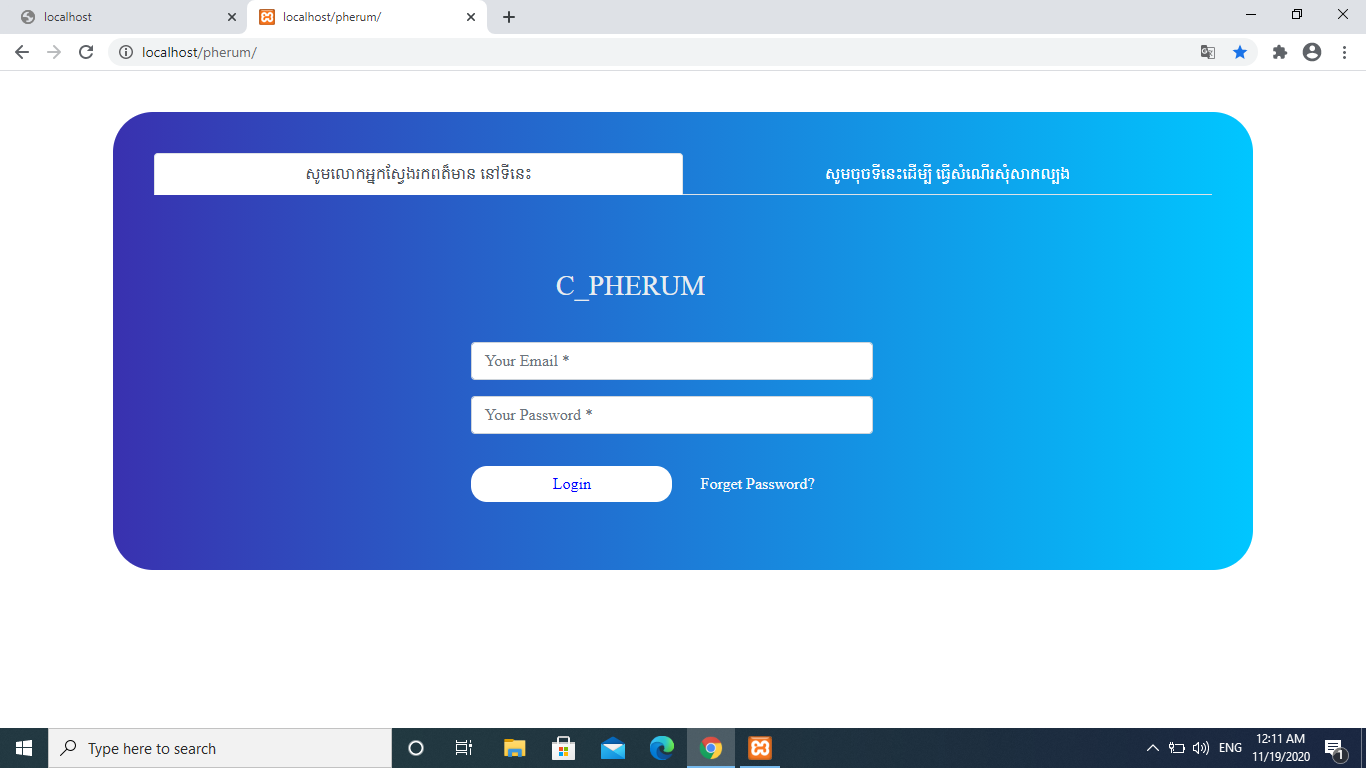 localhost
localhost/pherum/
localhost/pherum/
សូមលោកអ្នកស្វែងរកពត៌មាន នៅទីនេះ
សូមចុចទីនេះដើម្បី ធ្វើសំណើរសុំសាកល្បង
C_PHERUM
Your Email *
Your Password *
Login
Forget Password?
Type here to search
ENG
12:11 AM
11/19/2020
1